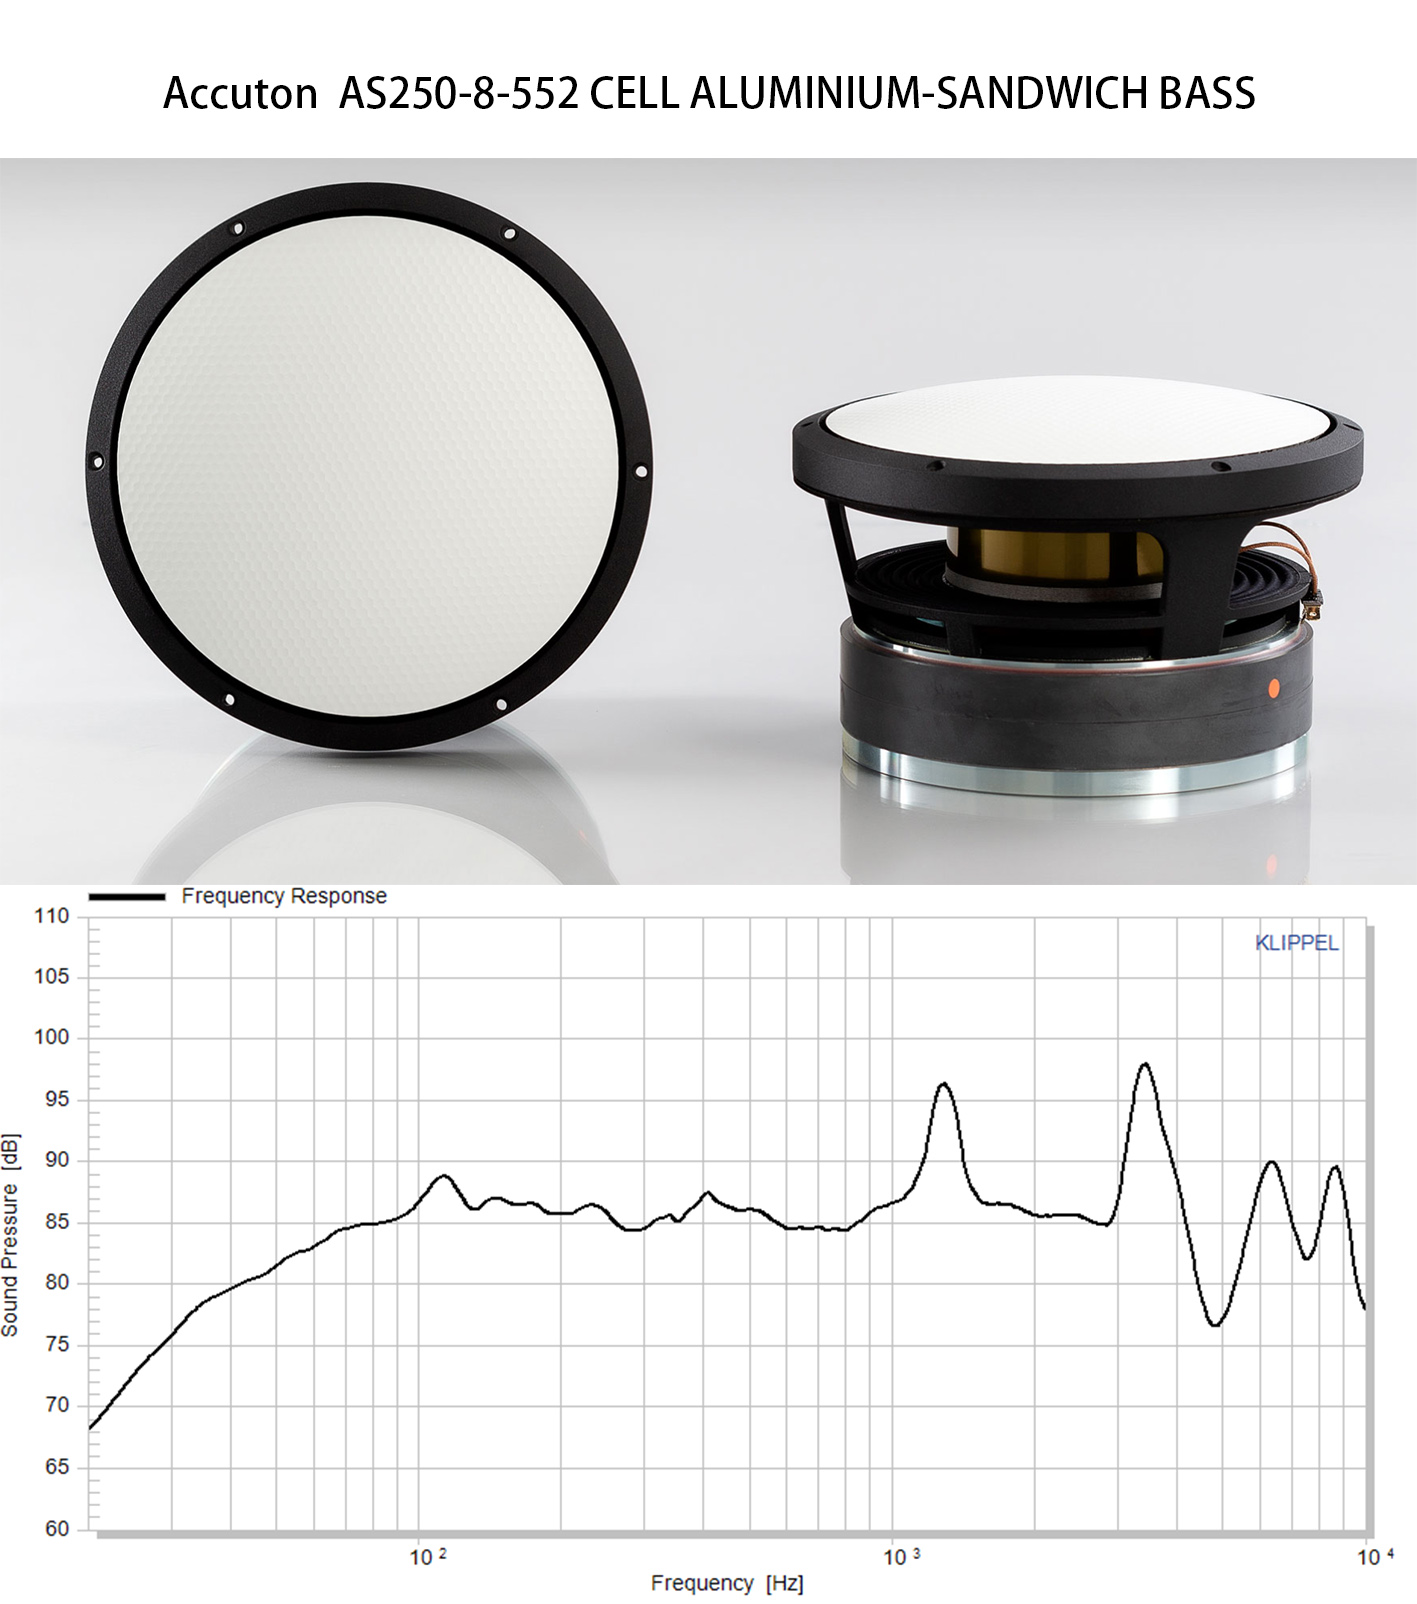 Accuton AS250-8-552 CELL ALUMINIUM-SANDWICH BASS
Frequency Response
KLIPPEL
110
105
100
95
90
85
80
75
70
65
60
Sound Pressure [dB]
10 2
10 3
10 4
Frequency [Hz]